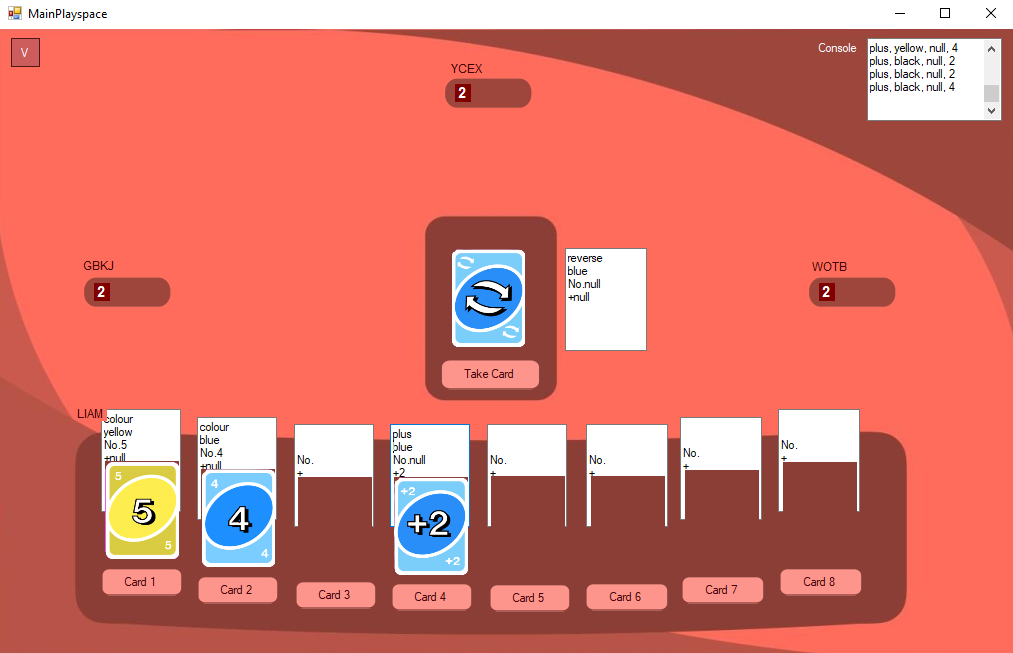 MainPlayspace
V
Console
plus, yellow, null, 4
plus, black, null, 2
plus, black, null, 2
plus, black, null, 4
YCEX
2
GBKJ
2
reverse
blue
No.null
+null
WOTB
2
Take Card
LIAM
colour
yellow
No.5
+null
5
5
5
Card 1
colour
blue
No.4
+null
4
4
4
Card 2
No.
+
Card 3
plus
blue
No.null
+2
+2
+2
+2
Card 4
No.
+
Card 5
No.
+
Card 6
No.
+
Card 7
No.
+
Card 8